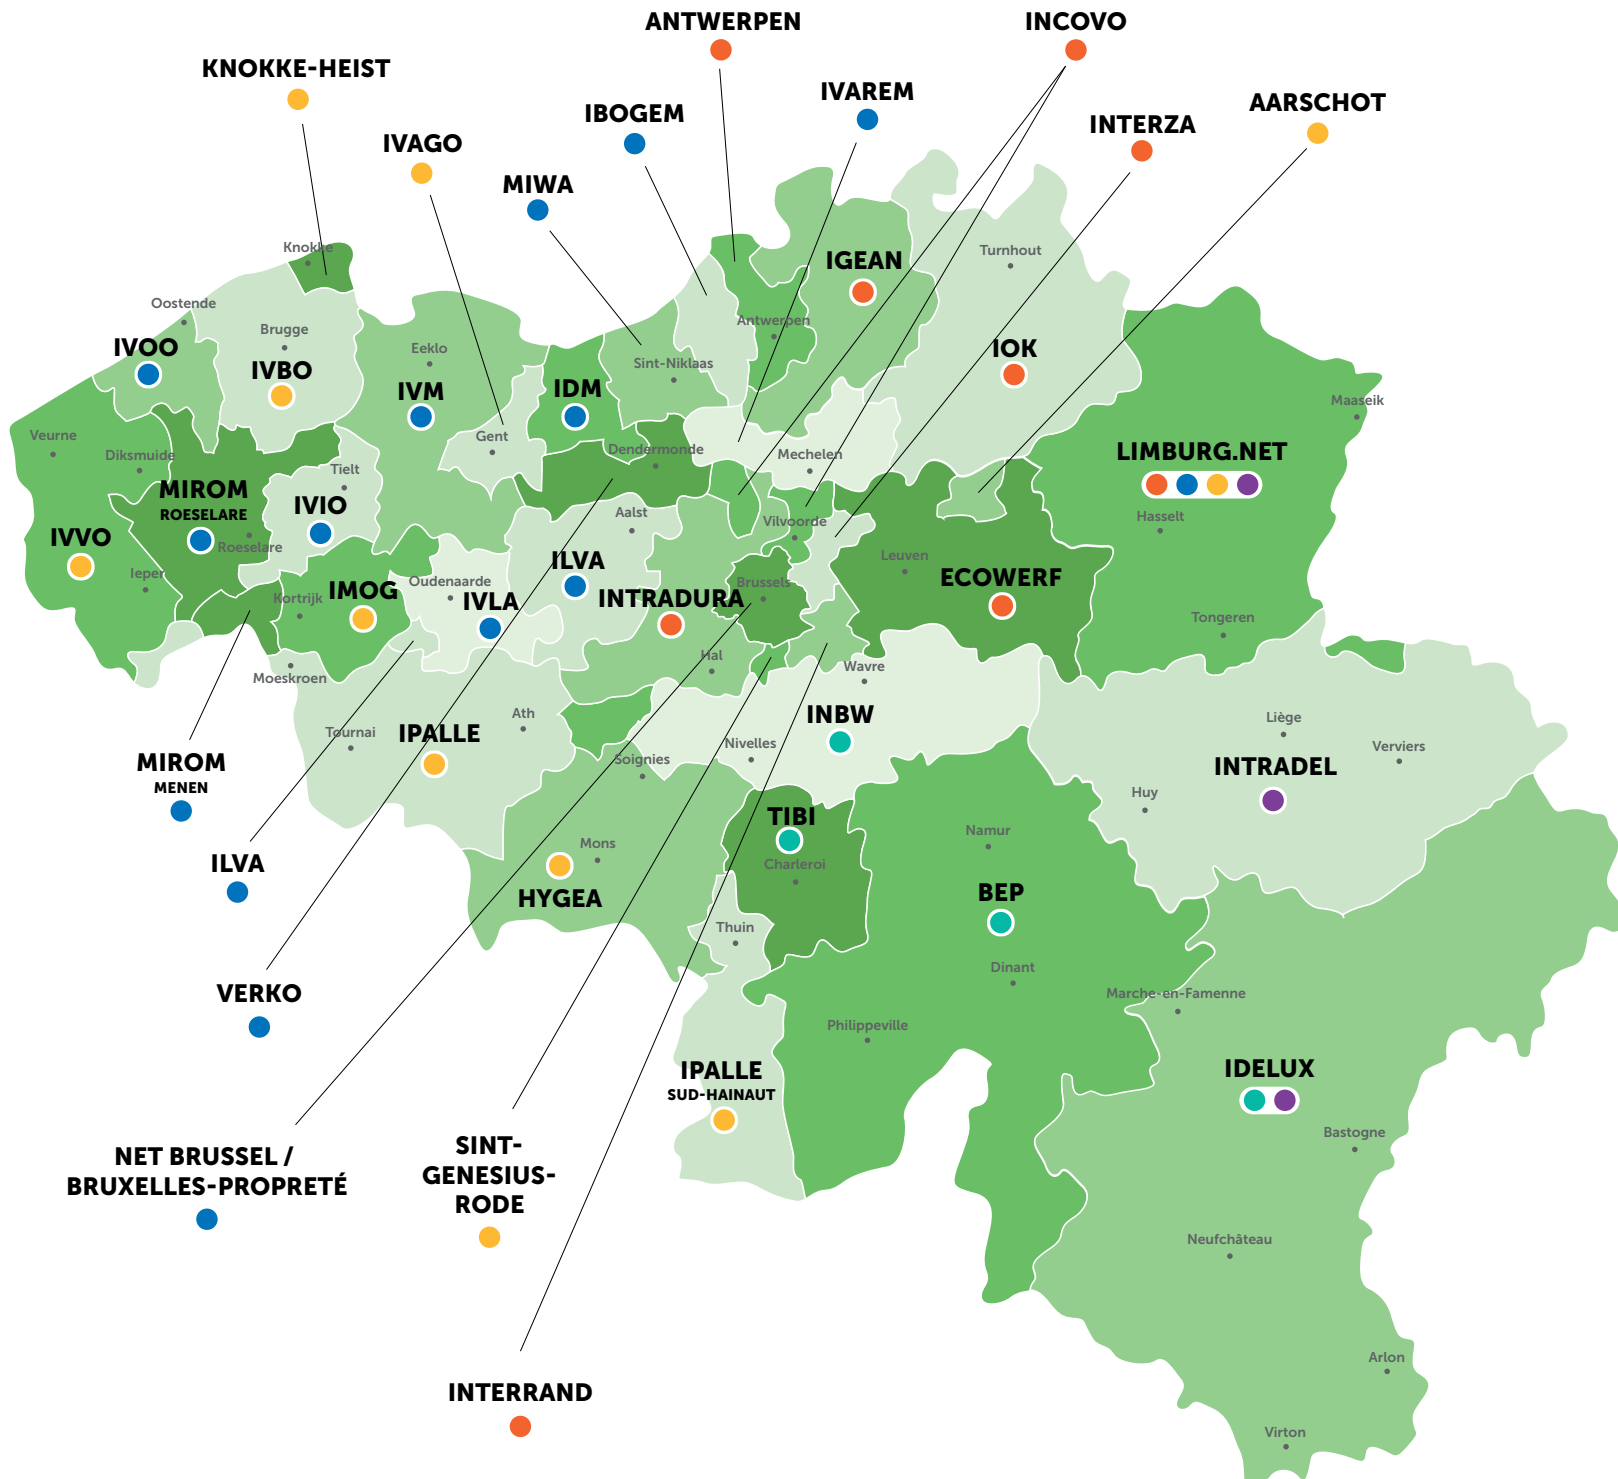 ANTWERPEN
INCOVO
KNOKKE-HEIST
IVAREM
AARSCHOT
IBOGEM
INTERZA
IVAGO
MIWA
Knokke
Turnhout
IGEAN
Oostende
Brugge
Antwerpen
IVOO
Eeklo
IOK
IVBO
Sint-Niklaas
IVM
IDM
Maaseik
Veurne
Gent
Diksmuide
Dendermonde
Mechelen
LIMBURG.NET
Tielt
MIROM
ROESELARE
IVIO
Aalst
Vilvoorde
Hasselt
IVVO
Roeselare
Leuven
ILVA
Ieper
Oudenaarde
Brussels
ECOWERF
IMOG
Kortrijk
IVLA
INTRADURA
Tongeren
Hal
Wavre
Moeskroen
Ath
INBW
Liège
Tournai
IPALLE
Nivelles
Verviers
Soignies
MIROM
MENEN
INTRADEL
Huy
TIBI
Namur
Mons
ILVA
Charleroi
HYGEA
BEP
Thuin
Dinant
VERKO
Marche-en-Famenne
Philippeville
IPALLE
SUD-HAINAUT
IDELUX
Bastogne
NET BRUSSEL /
BRUXELLES-PROPRETÉ
SINT-
GENESIUS-
RODE
Neufchâteau
Arlon
INTERRAND
Virton